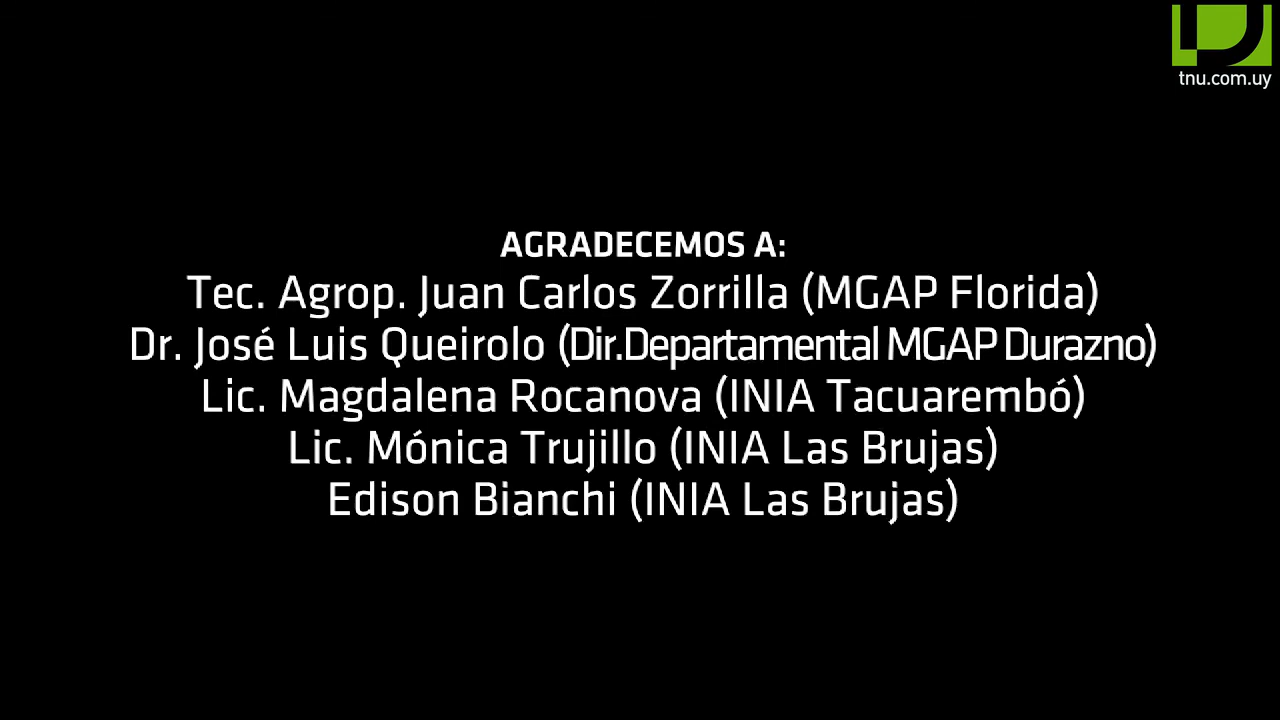 tnu.com.uy
AGRADECEMOS A:
Tec. Agrop. Juan Carlos Zorrilla (MGAP Florida)
Dr. José Luis Queirolo (Dir.Departamental MGAP Durazno)
Lic. Magdalena Rocanova (INIA Tacuarembó)
Lic. Mónica Trujillo (INIA Las Brujas)
Edison Bianchi (INIA Las Brujas)